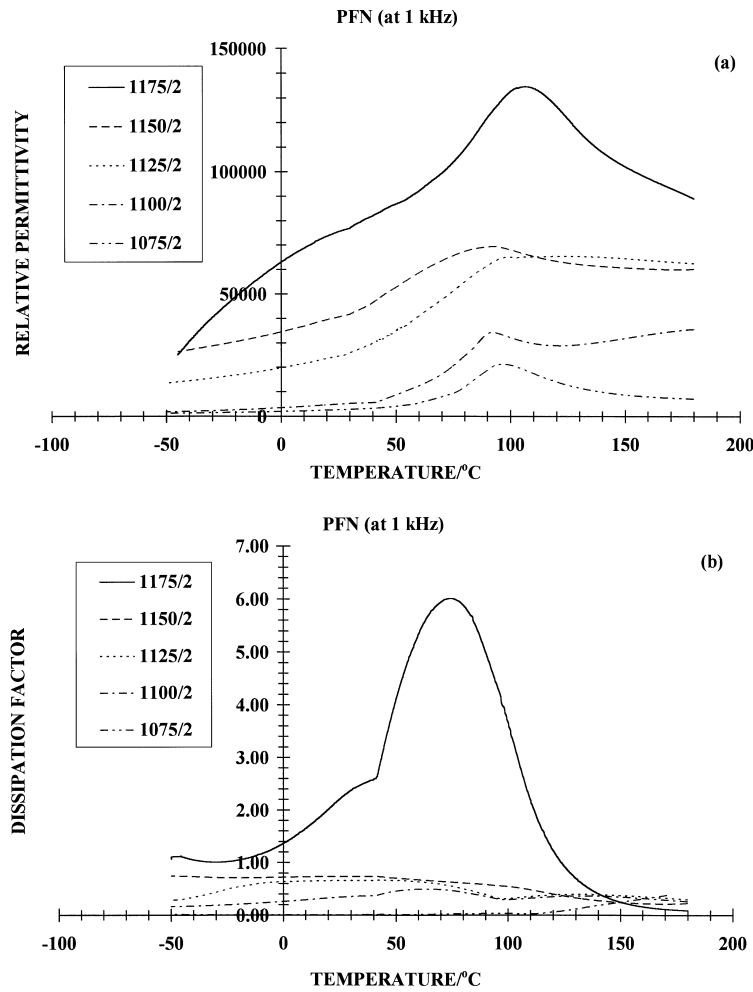 PFN (at 1 kHz)
(a)
150000
100000
50000
0
RELATIVE PERMITTIVITY
1175/2
1150/2
1125/2
1100/2
1075/2
-100 -50 0 50 100 150 200
TEMPERATURE/°C
PFN (at 1 kHz)
(b)
7.00
6.00
5.00
4.00
3.00
2.00
1.00
0.00
DISSIPATION FACTOR
1175/2
1150/2
1125/2
1100/2
1075/2
-100 -50 0 50 100 150 200
TEMPERATURE/°C